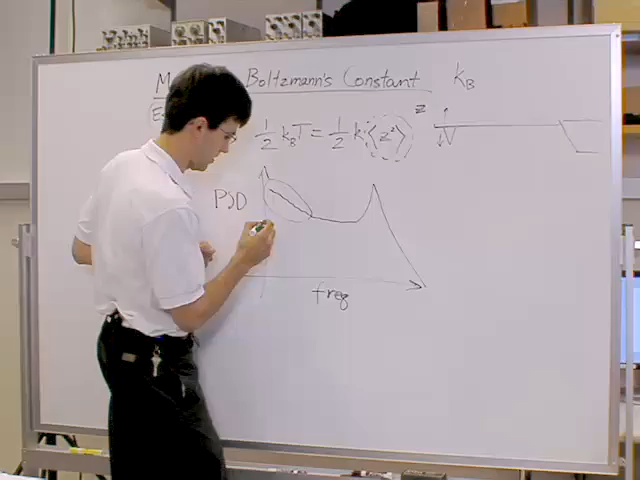 M Boltzmann's Constant k_B
(E
½ k_B T = ½ k ⟨z²⟩
z
PSD
freq